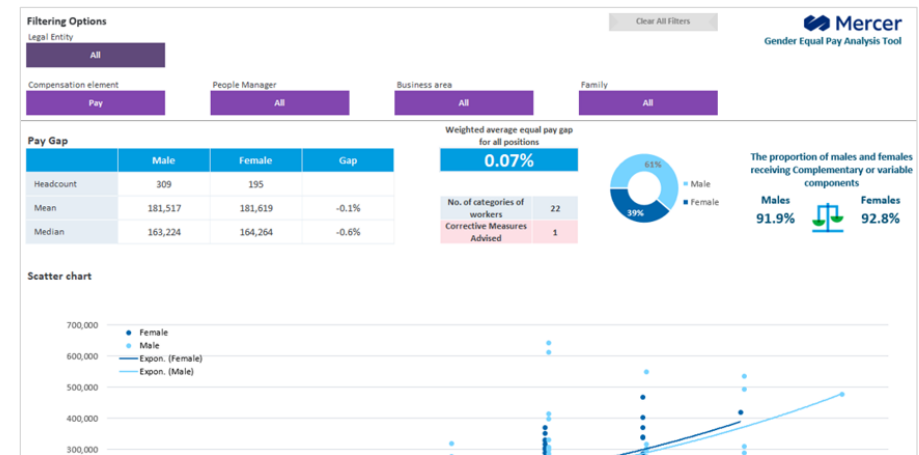 Filtering Options
Clear All Filters
Mercer
Legal Entity
Gender Equal Pay Analysis Tool
All
Compensation element
People Manager
Business area
Family
Pay
All
All
All
Pay Gap
Weighted average equal pay gap
for all positions
0.07%
Male
Female
Gap
Headcount
309
195
Mean
181,517
181,619
-0.1%
Median
163,224
164,264
-0.6%
No. of categories of
workers
22
Corrective Measures
Advised
1
61%
39%
Male
Female
The proportion of males and females
receiving Complementary or variable
components
Males
Females
91.9%
92.8%
Scatter chart
700,000
600,000
500,000
400,000
300,000
Female
Male
Expon. (Female)
Expon. (Male)